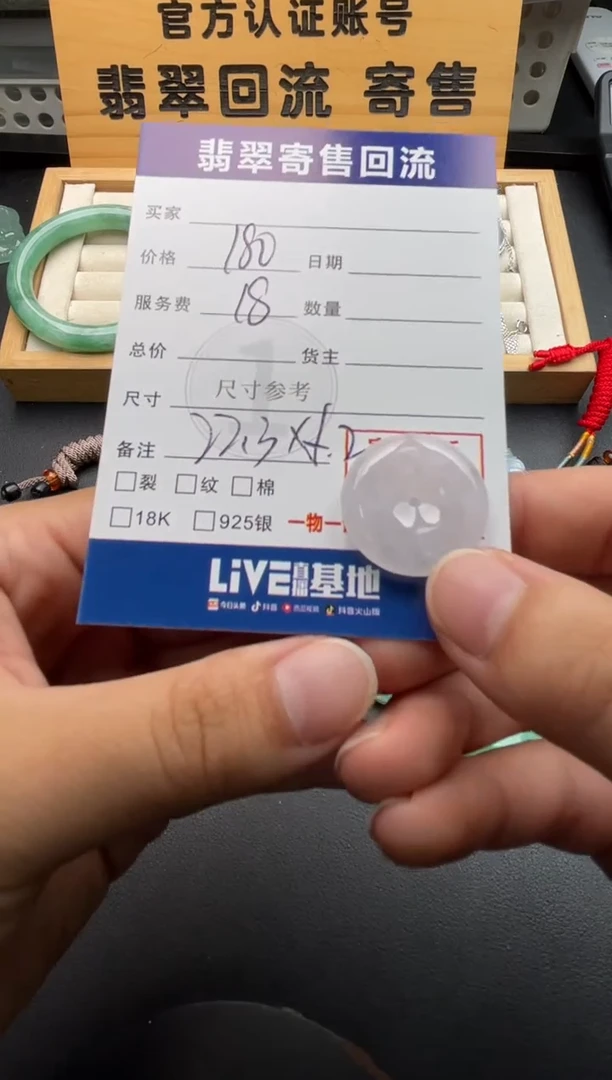 官方认证账号
翡翠回流 寄售
翡翠寄售回流
买家
价格 180 日期
服务费 18 数量
总价 货主
尺寸 尺寸参考
备注
裂 纹 棉
18K 925银 一物一
LiVE直播基地
今日头条 抖音 西瓜视频 抖音火山版